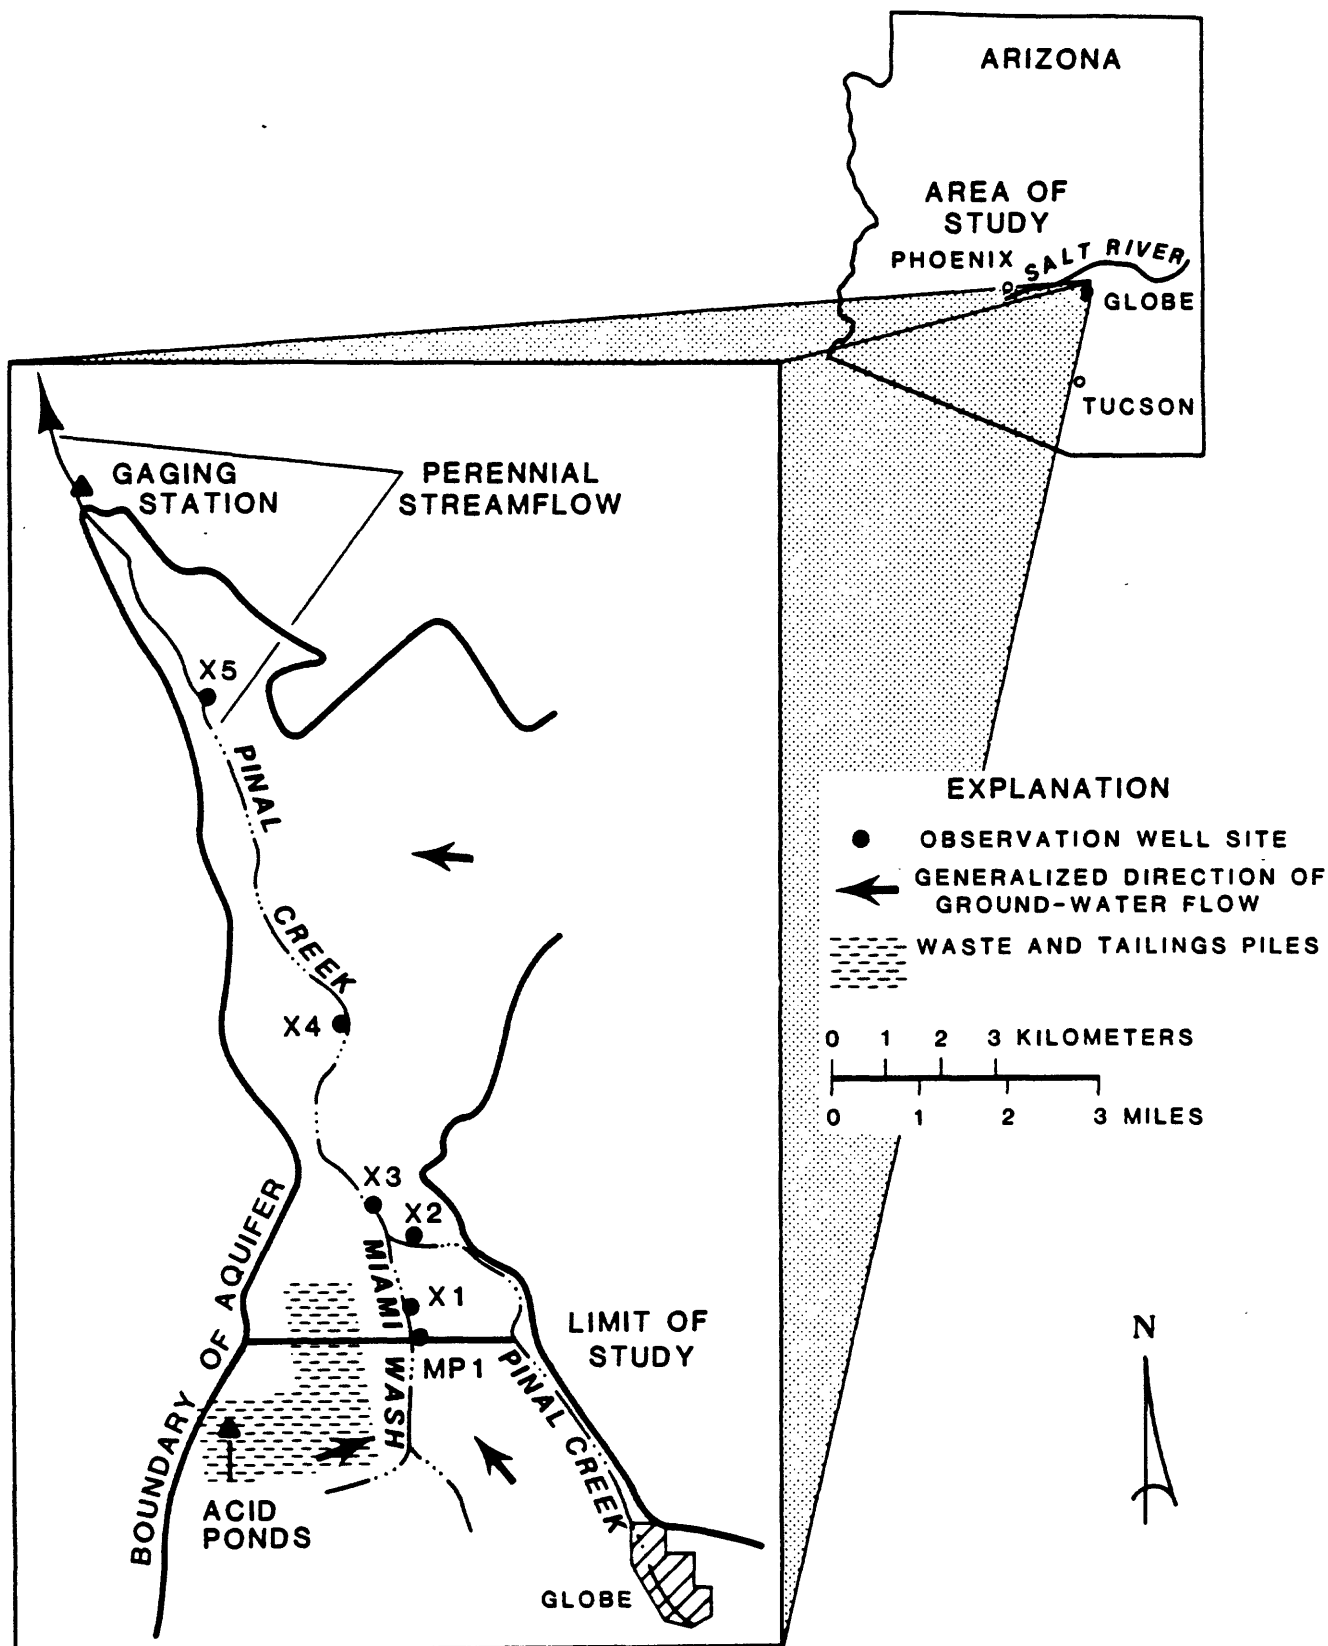 ARIZONA
AREA OF
STUDY
PHOENIX
SALT RIVER
GLOBE
TUCSON
GAGING
STATION
PERENNIAL
STREAMFLOW
X5
PINAL
CREEK
X4
X3
X2
X1
MIAMI
WASH
MP1
LIMIT OF
STUDY
PINAL CREEK
BOUNDARY OF AQUIFER
ACID
PONDS
GLOBE
EXPLANATION
OBSERVATION WELL SITE
GENERALIZED DIRECTION OF
GROUND-WATER FLOW
WASTE AND TAILINGS PILES
0 1 2 3 KILOMETERS
0 1 2 3 MILES
N